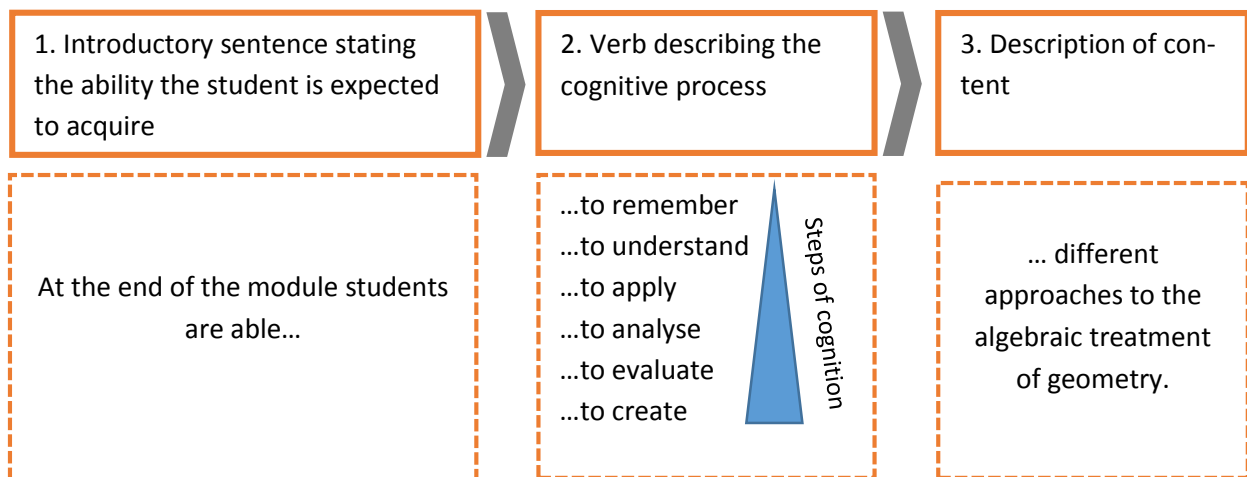 1. Introductory sentence stating
the ability the student is expected
to acquire
2. Verb describing the
cognitive process
3. Description of con-
tent
At the end of the module students
are able…
…to remember
…to understand
…to apply
…to analyse
…to evaluate
…to create
Steps of cognition
… different
approaches to the
algebraic treatment
of geometry.